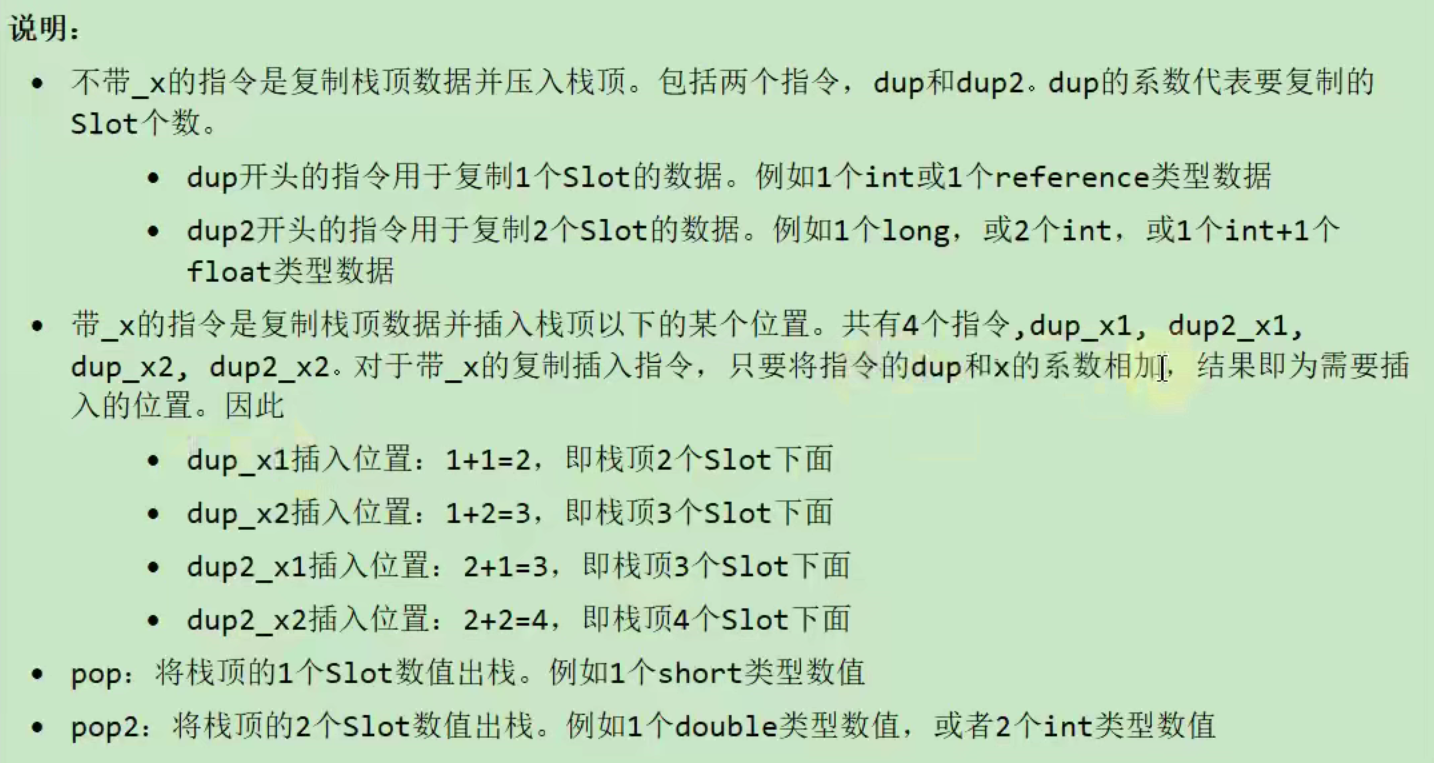 说明：
不带_x的指令是复制栈顶数据并压入栈顶。包括两个指令，dup和dup2。dup的系数代表要复制的
Slot个数。
dup开头的指令用于复制1个Slot的数据。例如1个int或1个reference类型数据
dup2开头的指令用于复制2个Slot的数据。例如1个long，或2个int，或1个int+1个
float类型数据
带_x的指令是复制栈顶数据并插入栈顶以下的某个位置。共有4个指令,dup_x1, dup2_x1,
dup_x2, dup2_x2。对于带_x的复制插入指令，只要将指令的dup和x的系数相加，结果即为需要插
入的位置。因此
dup_x1插入位置：1+1=2，即栈顶2个Slot下面
dup_x2插入位置：1+2=3，即栈顶3个Slot下面
dup2_x1插入位置：2+1=3，即栈顶3个Slot下面
dup2_x2插入位置：2+2=4，即栈顶4个Slot下面
pop：将栈顶的1个Slot数值出栈。例如1个short类型数值
pop2：将栈顶的2个Slot数值出栈。例如1个double类型数值，或者2个int类型数值